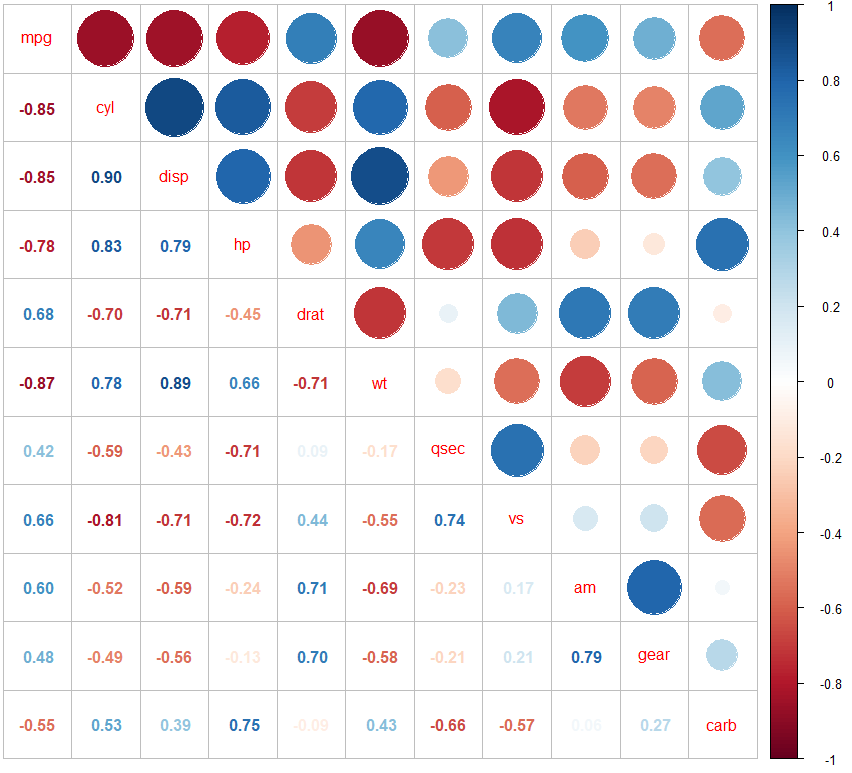 mpg
-0.85 cyl
-0.85 0.90 disp
-0.78 0.83 0.79 hp
0.68 -0.70 -0.71 -0.45 drat
-0.87 0.78 0.89 0.66 -0.71 wt
0.42 -0.59 -0.43 -0.71 0.09 -0.17 qsec
0.66 -0.81 -0.71 -0.72 0.44 -0.55 0.74 vs
0.60 -0.52 -0.59 -0.24 0.71 -0.69 -0.23 0.17 am
0.48 -0.49 -0.56 -0.13 0.70 -0.58 -0.21 0.21 0.79 gear
-0.55 0.53 0.39 0.75 -0.09 0.43 -0.66 -0.57 0.06 0.27 carb
1
0.8
0.6
0.4
0.2
0
-0.2
-0.4
-0.6
-0.8
-1